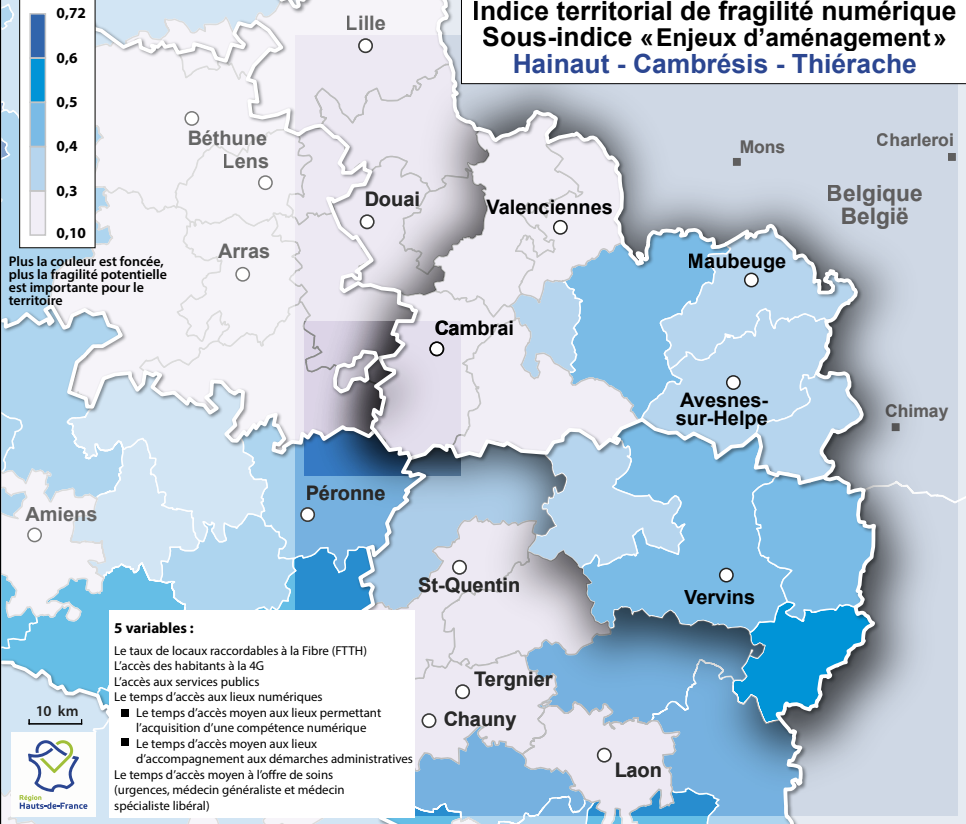 Indice territorial de fragilité numérique
Sous-indice «Enjeux d’aménagement»
Hainaut - Cambrésis - Thiérache
0,72
0,6
0,5
0,4
0,3
0,10
Plus la couleur est foncée,
plus la fragilité potentielle
est importante pour le
territoire
Lille
Béthune
Lens
Douai
Valenciennes
Mons
Charleroi
Belgique
België
Arras
Maubeuge
Cambrai
Avesnes-
sur-Helpe
Chimay
Péronne
Amiens
St-Quentin
Vervins
Tergnier
Chauny
Laon
5 variables :
Le taux de locaux raccordables à la Fibre (FTTH)
L’accès des habitants à la 4G
L’accès aux services publics
Le temps d’accès aux lieux numériques
■ Le temps d’accès moyen aux lieux permettant
l’acquisition d’une compétence numérique
■ Le temps d’accès moyen aux lieux
d’accompagnement aux démarches administratives
Le temps d’accès moyen à l’offre de soins
(urgences, médecin généraliste et médecin
spécialiste libéral)
10 km
Région
Hauts-de-France